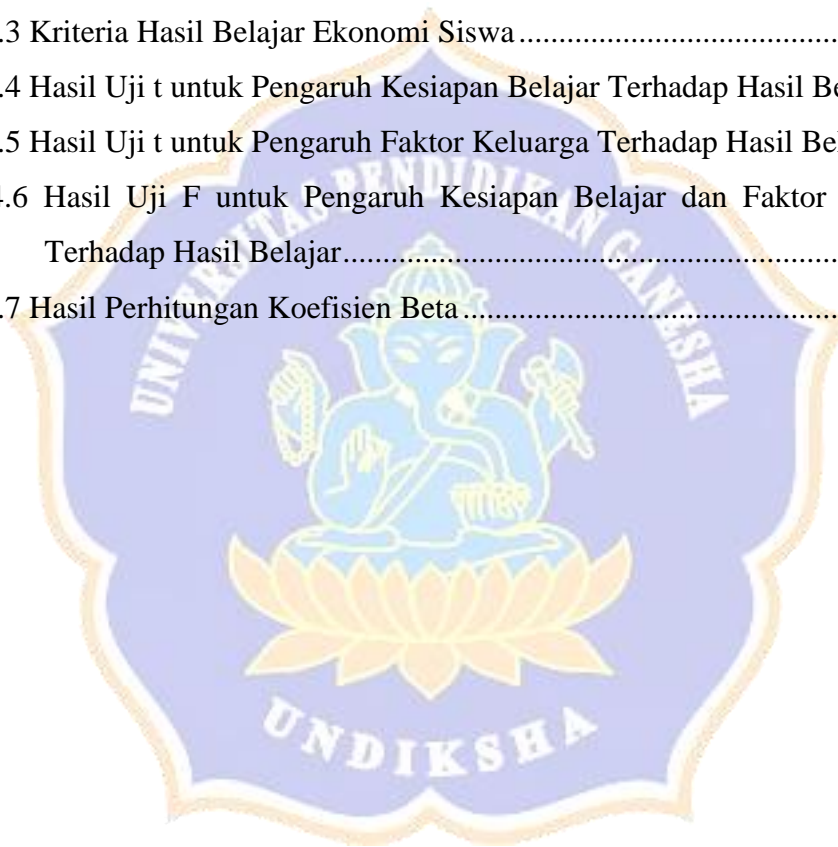 .3 Kriteria Hasil Belajar Ekonomi Siswa........................................
.4 Hasil Uji t untuk Pengaruh Kesiapan Belajar Terhadap Hasil Be
.5 Hasil Uji t untuk Pengaruh Faktor Keluarga Terhadap Hasil Bel
4.6 Hasil Uji F untuk Pengaruh Kesiapan Belajar dan Faktor
Terhadap Hasil Belajar...............................................................
.7 Hasil Perhitungan Koefisien Beta...............................................
UNIVERSITAS PENDIDIKAN GANESHA
UNDIKSHA